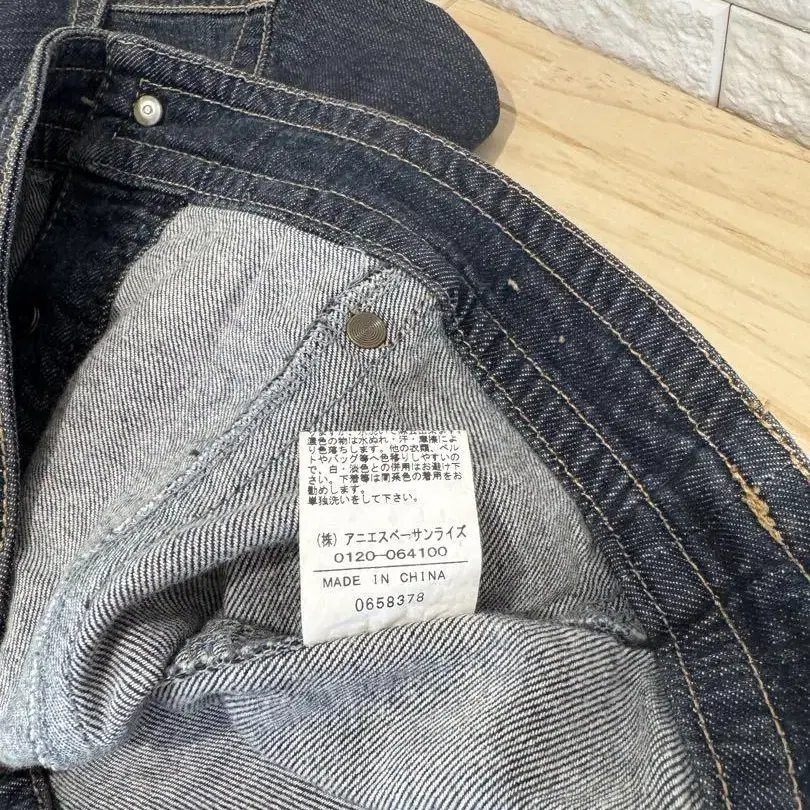 濃色の物は水ぬれ・汗・摩擦によ
り色落ちします。他の衣類、ベルト
やバッグ等へ色移りしやすいの
で、白・淡色との併用はお避け下
さい。下着等は同系色の着用をお
勧めします。
単独洗いをして下さい。
(株) アニエスベーサンライズ
0120-064100
MADE IN CHINA
0658378